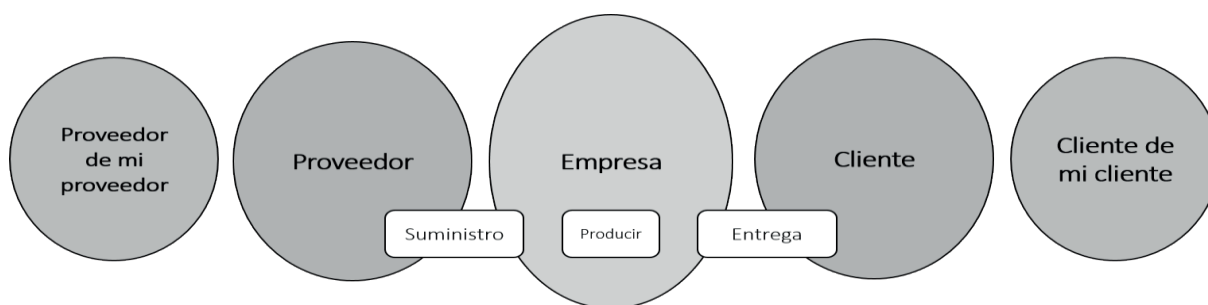 Proveedor
de mi
proveedor
Proveedor
Empresa
Cliente
Cliente de
mi cliente
Suministro
Producir
Entrega